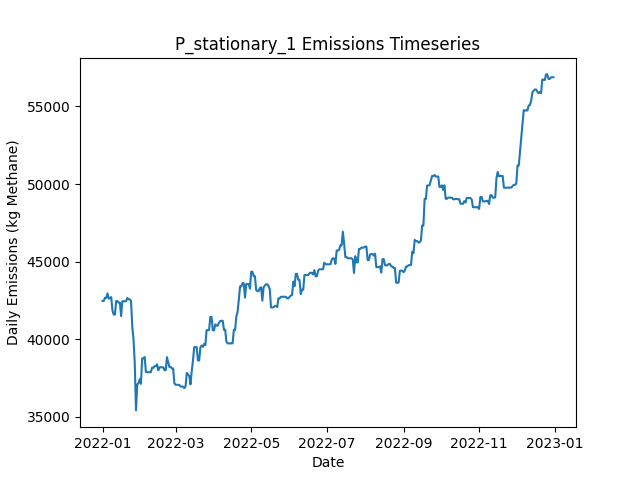 P_stationary_1 Emissions Timeseries
Daily Emissions (kg Methane)
55000
50000
45000
40000
35000
2022-01 2022-03 2022-05 2022-07 2022-09 2022-11 2023-01
Date